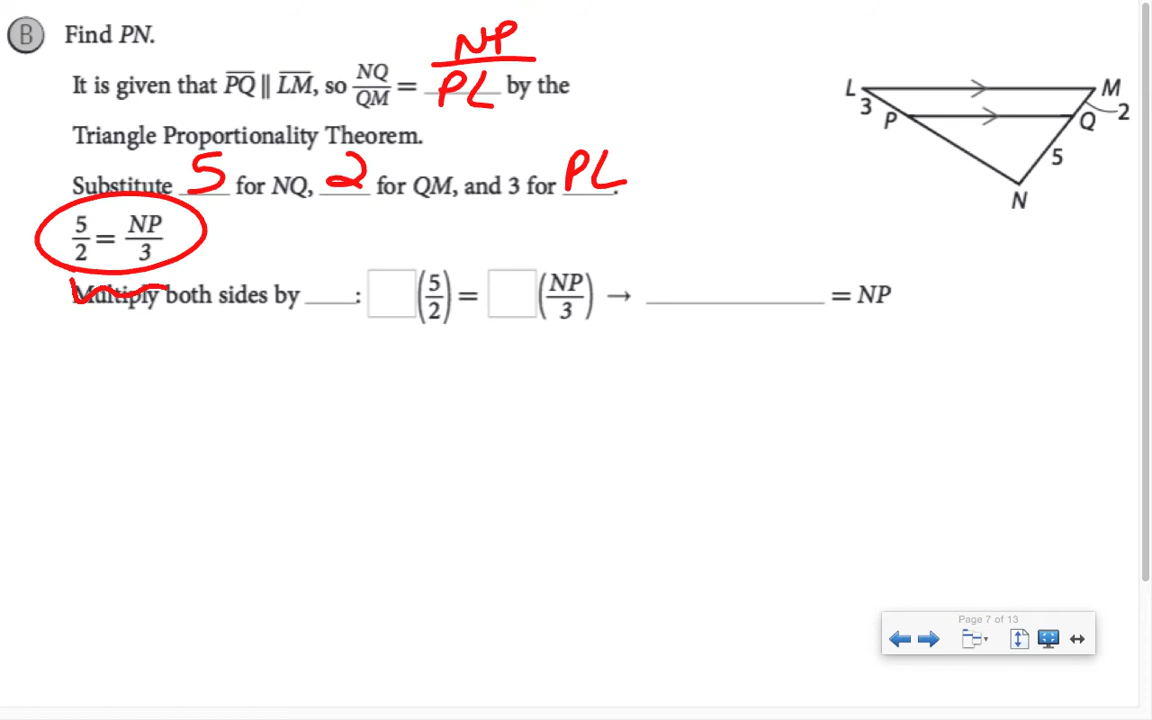 B Find PN.
NP
It is given that PQ || LM, so NQ/QM = PL by the
Triangle Proportionality Theorem.
Substitute 5 for NQ, 2 for QM, and 3 for PL.
5/2 = NP/3
Multiply both sides by ____: (5/2) = (NP/3) → ____ = NP
L M
3 P Q 2
5
N
Page 7 of 13